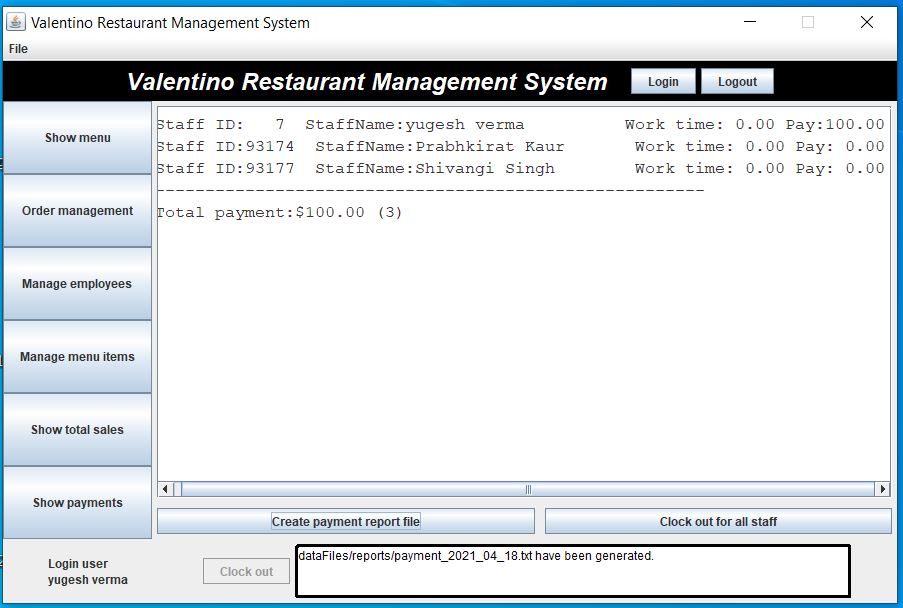 Valentino Restaurant Management System
File
Valentino Restaurant Management System
Login
Logout
Show menu
Order management
Manage employees
Manage menu items
Show total sales
Show payments
Staff ID:   7  StaffName:yugesh verma          Work time: 0.00 Pay:100.00
Staff ID:93174  StaffName:Prabhkirat Kaur       Work time: 0.00 Pay: 0.00
Staff ID:93177  StaffName:Shivangi Singh        Work time: 0.00 Pay: 0.00
--------------------------------------------------------
Total payment:$100.00 (3)
Create payment report file
Clock out for all staff
Login user
yugesh verma
Clock out
dataFiles/reports/payment_2021_04_18.txt have been generated.